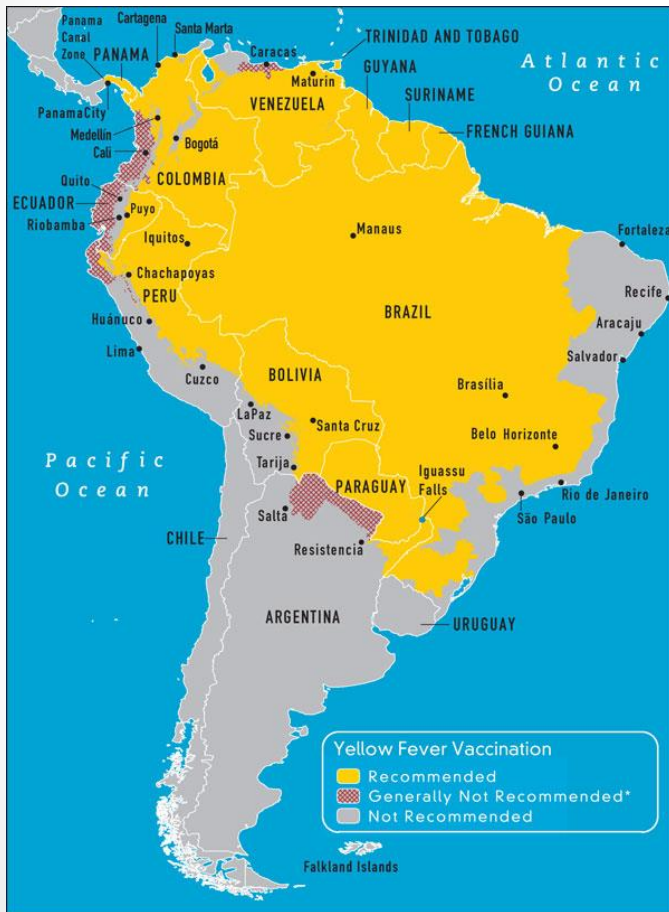 Panama
Canal
Zone
PANAMA
PanamaCity
Cartagena
Santa Marta
Caracas
Maturin
TRINIDAD AND TOBAGO
GUYANA
SURINAME
FRENCH GUIANA
Atlantic
Ocean
VENEZUELA
Medellín
Bogotá
Cali
COLOMBIA
Quito
ECUADOR
Puyo
Riobamba
Iquitos
Manaus
Fortaleza
Chachapoyas
PERU
Recife
BRAZIL
Huánuco
Aracaju
Lima
Salvador
Cuzco
BOLIVIA
Brasília
LaPaz
Santa Cruz
Sucre
Belo Horizonte
Tarija
Pacific
Ocean
PARAGUAY
Iguassu
Falls
Rio de Janeiro
São Paulo
Salta
CHILE
Resistencia
ARGENTINA
URUGUAY
Yellow Fever Vaccination
Recommended
Generally Not Recommended*
Not Recommended
Falkland Islands